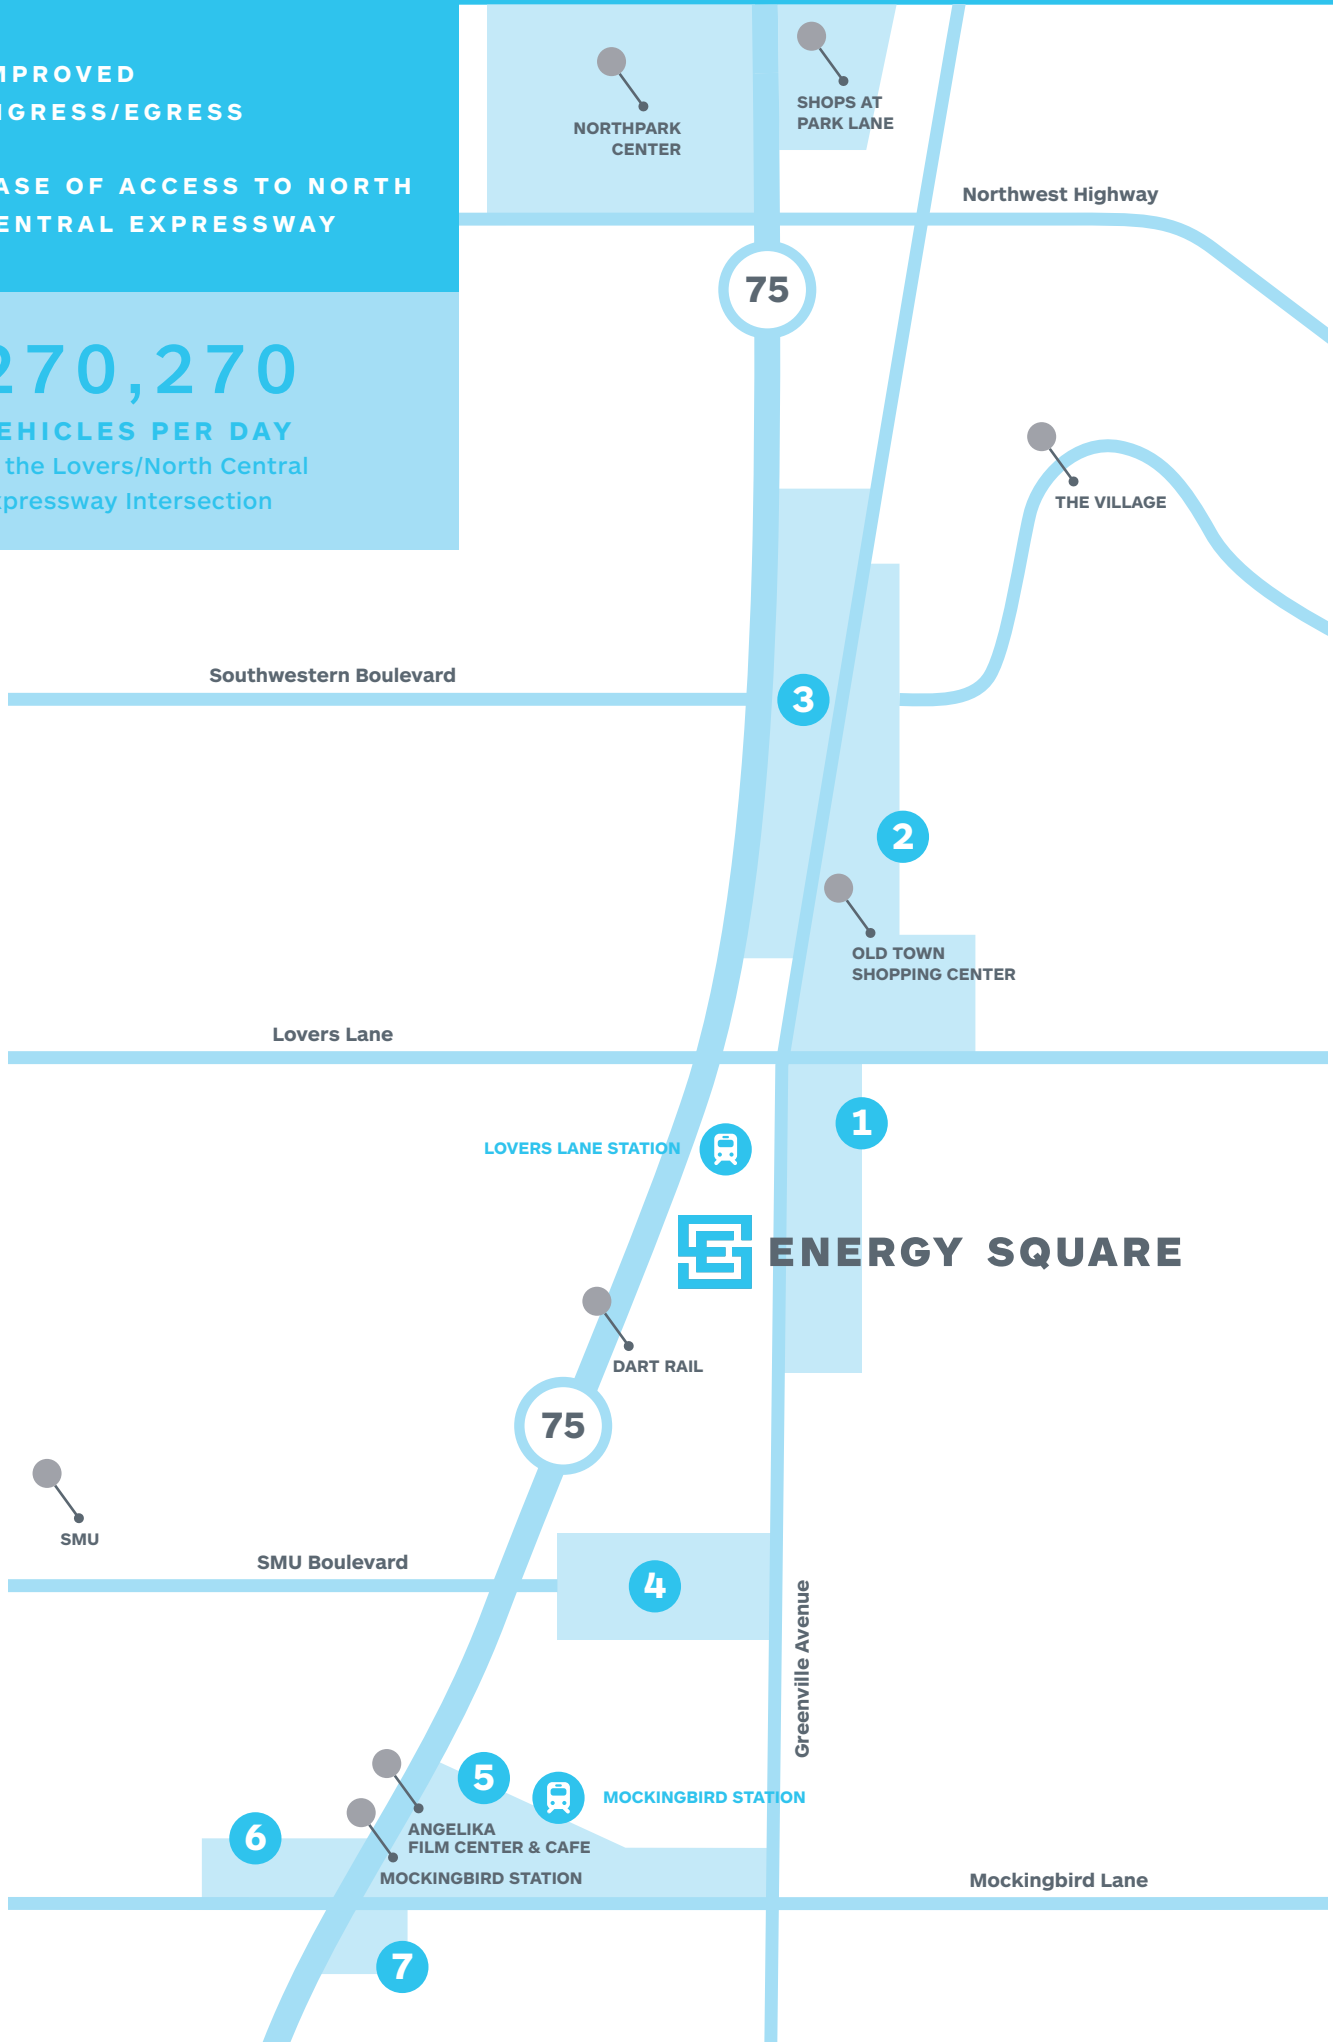 MPROVED
NGRESS/EGRESS
ASE OF ACCESS TO NORTH
ENTRAL EXPRESSWAY
270,270
EHICLES PER DAY
the Lovers/North Central
xpressway Intersection
NORTHPARK
CENTER
SHOPS AT
PARK LANE
Northwest Highway
75
THE VILLAGE
Southwestern Boulevard
3
2
OLD TOWN
SHOPPING CENTER
Lovers Lane
1
LOVERS LANE STATION
ENERGY SQUARE
DART RAIL
75
SMU
SMU Boulevard
4
Greenville Avenue
5
MOCKINGBIRD STATION
6
ANGELIKA
FILM CENTER & CAFE
MOCKINGBIRD STATION
Mockingbird Lane
7